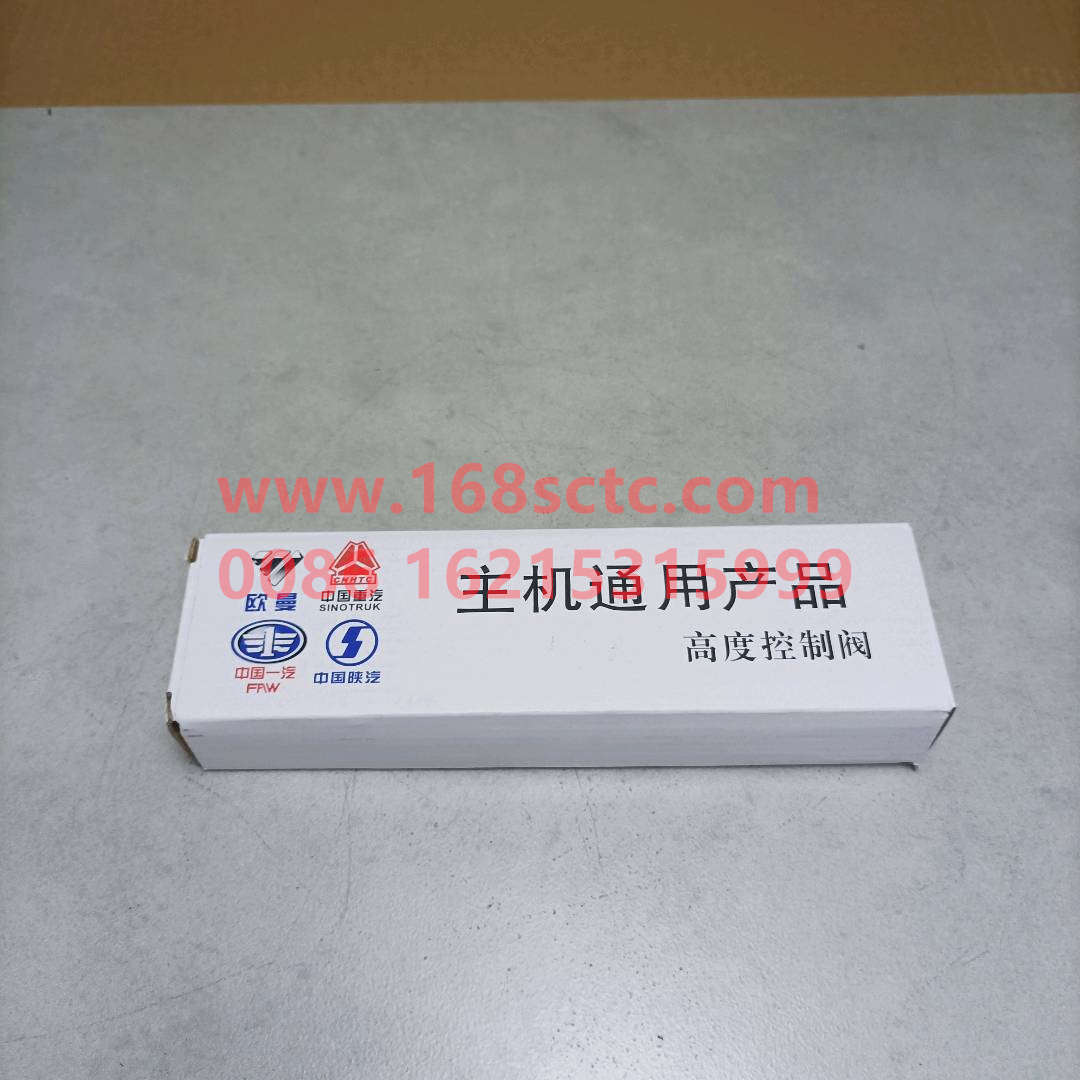 www.168sctc.com
0086 16215315999
主机通用产品
高度控制阀
欧曼
CNHTC
中国重汽
SINOTRUK
中国一汽
FAW
中国陕汽